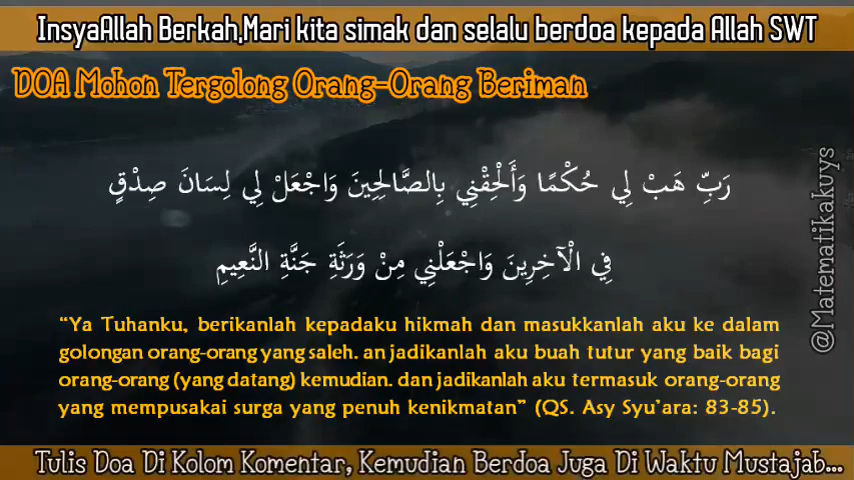 InsyaAllah Berkah,Mari kita simak dan selalu berdoa kepada Allah SWT
DOA Mohon Tergolong Orang-Orang Beriman
رَبِّ هَبْ لِي حُكْمًا وَأَلْحِقْنِي بِالصَّالِحِينَ وَاجْعَلْ لِي لِسَانَ صِدْقٍ
فِي الْآخِرِينَ وَاجْعَلْنِي مِنْ وَرَثَةِ جَنَّةِ النَّعِيمِ
“Ya Tuhanku, berikanlah kepadaku hikmah dan masukkanlah aku ke dalam
golongan orang-orang yang saleh. an jadikanlah aku buah tutur yang baik bagi
orang-orang (yang datang) kemudian. dan jadikanlah aku termasuk orang-orang
yang mempusakai surga yang penuh kenikmatan” (QS. Asy Syu’ara: 83-85).
@Matematikakuys
Tulis Doa Di Kolom Komentar, Kemudian Berdoa Juga Di Waktu Mustajab...